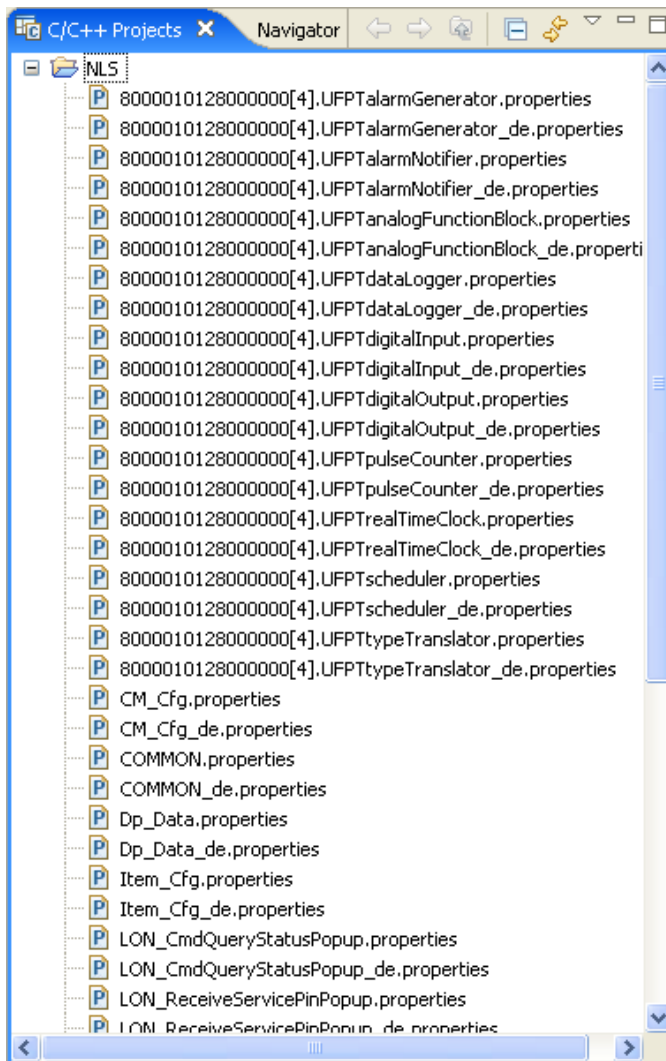 C/C++ Projects Navigator
NLS
8000010128000000[4].UFPTalarmGenerator.properties
8000010128000000[4].UFPTalarmGenerator_de.properties
8000010128000000[4].UFPTalarmNotifier.properties
8000010128000000[4].UFPTalarmNotifier_de.properties
8000010128000000[4].UFPTanalogFunctionBlock.properties
8000010128000000[4].UFPTanalogFunctionBlock_de.properti
8000010128000000[4].UFPTdataLogger.properties
8000010128000000[4].UFPTdataLogger_de.properties
8000010128000000[4].UFPTdigitalInput.properties
8000010128000000[4].UFPTdigitalInput_de.properties
8000010128000000[4].UFPTdigitalOutput.properties
8000010128000000[4].UFPTdigitalOutput_de.properties
8000010128000000[4].UFPTpulseCounter.properties
8000010128000000[4].UFPTpulseCounter_de.properties
8000010128000000[4].UFPTrealTimeClock.properties
8000010128000000[4].UFPTrealTimeClock_de.properties
8000010128000000[4].UFPTscheduler.properties
8000010128000000[4].UFPTscheduler_de.properties
8000010128000000[4].UFPTtypeTranslator.properties
8000010128000000[4].UFPTtypeTranslator_de.properties
CM_Cfg.properties
CM_Cfg_de.properties
COMMON.properties
COMMON_de.properties
Dp_Data.properties
Dp_Data_de.properties
Item_Cfg.properties
Item_Cfg_de.properties
LON_CmdQueryStatusPopup.properties
LON_CmdQueryStatusPopup_de.properties
LON_ReceiveServicePinPopup.properties
LON_ReceiveServicePinPopup_de.properties